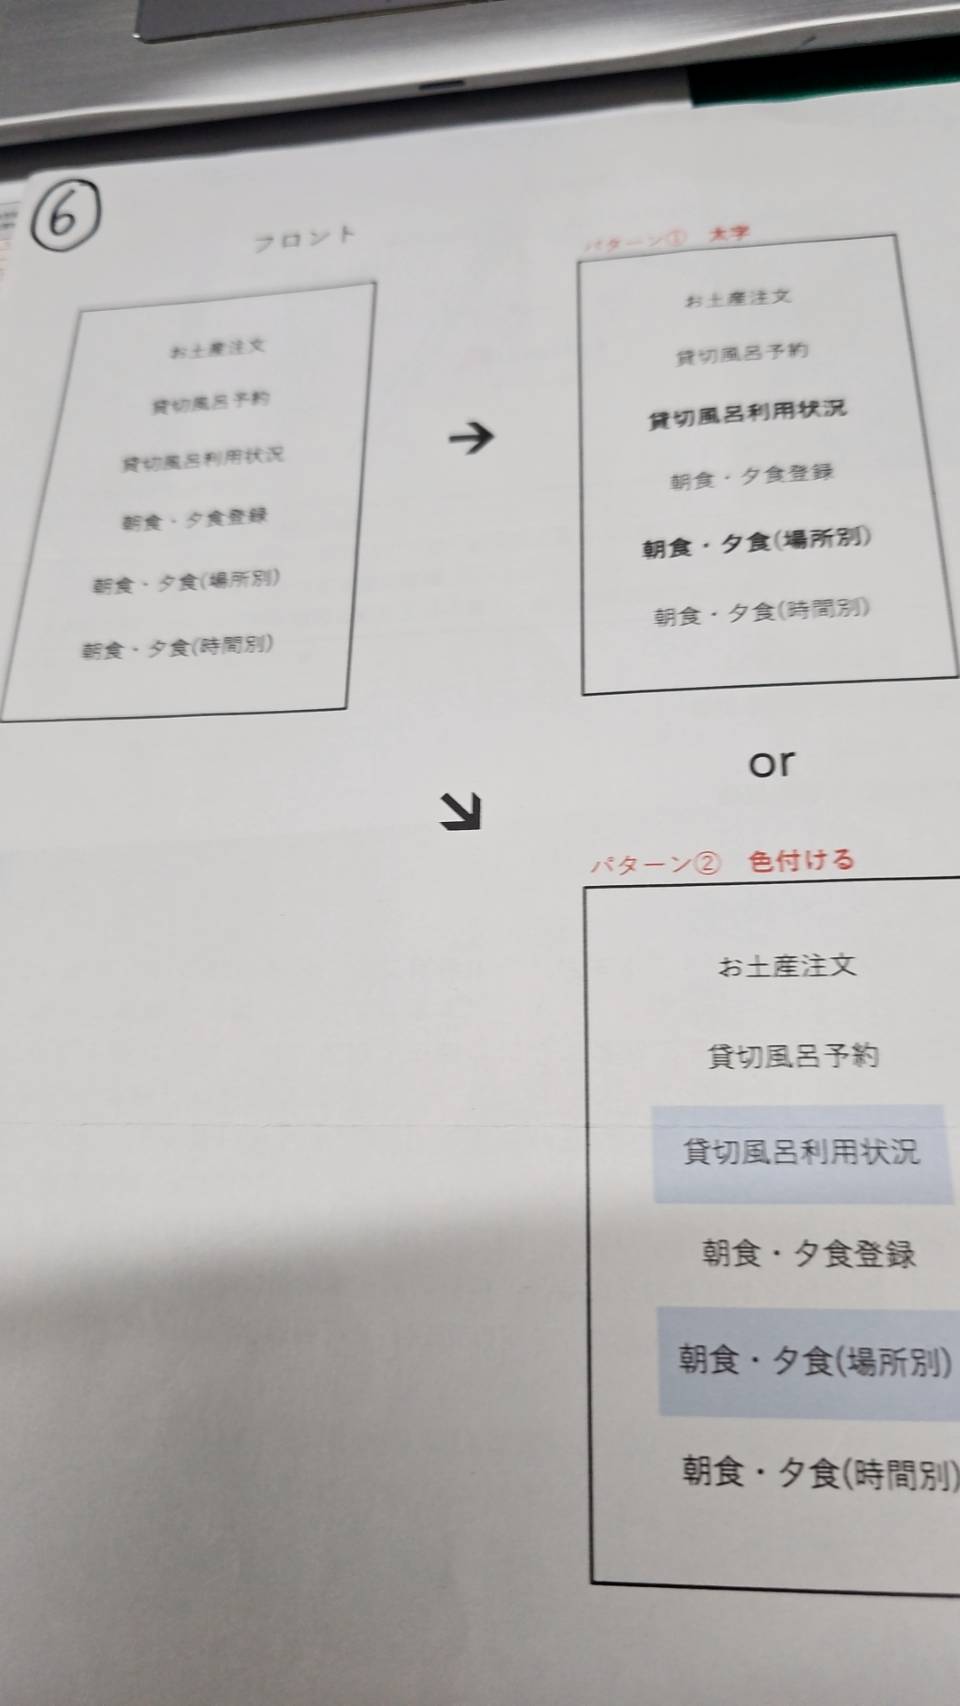 6
フロント
お土産注文
貸切風呂予約
貸切風呂利用状況
朝食・夕食登録
朝食・夕食(場所別)
朝食・夕食(時間別)
→
パターン① 太字
お土産注文
貸切風呂予約
貸切風呂利用状況
朝食・夕食登録
朝食・夕食(場所別)
朝食・夕食(時間別)
or
パターン② 色付ける
お土産注文
貸切風呂予約
貸切風呂利用状況
朝食・夕食登録
朝食・夕食(場所別)
朝食・夕食(時間別)